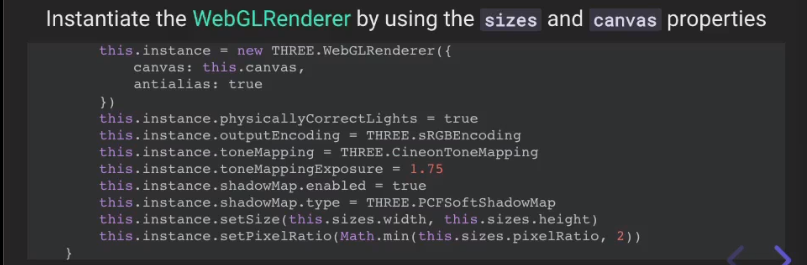 Instantiate the WebGLRenderer by using the sizes and canvas properties
this.instance = new THREE.WebGLRenderer({
canvas: this.canvas,
antialias: true
})
this.instance.physicallyCorrectLights = true
this.instance.outputEncoding = THREE.sRGBEncoding
this.instance.toneMapping = THREE.CineonToneMapping
this.instance.toneMappingExposure = 1.75
this.instance.shadowMap.enabled = true
this.instance.shadowMap.type = THREE.PCFSoftShadowMap
this.instance.setSize(this.sizes.width, this.sizes.height)
this.instance.setPixelRatio(Math.min(this.sizes.pixelRatio, 2))
}